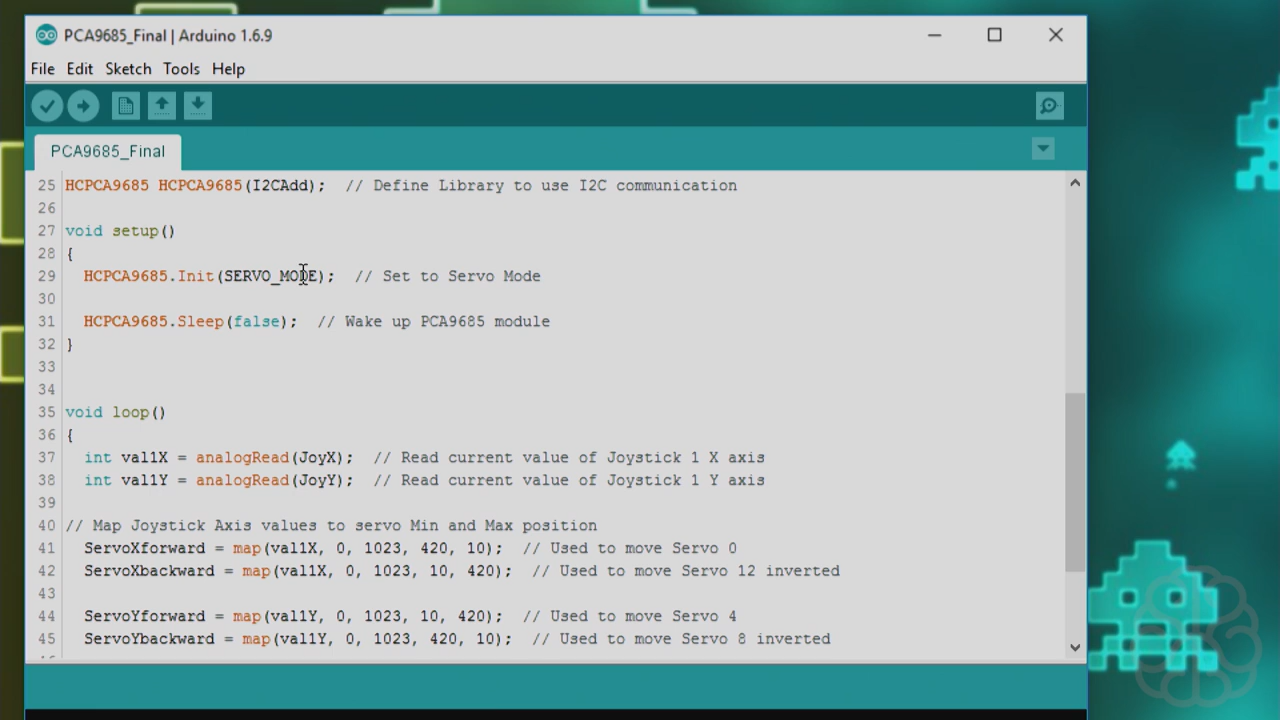 PCA9685_Final | Arduino 1.6.9
File Edit Sketch Tools Help
PCA9685_Final
25 HCPCA9685 HCPCA9685(I2CAdd); // Define Library to use I2C communication
26
27 void setup()
28 {
29 HCPCA9685.Init(SERVO_MODE); // Set to Servo Mode
30
31 HCPCA9685.Sleep(false); // Wake up PCA9685 module
32 }
33
34
35 void loop()
36 {
37 int val1X = analogRead(JoyX); // Read current value of Joystick 1 X axis
38 int val1Y = analogRead(JoyY); // Read current value of Joystick 1 Y axis
39
40 // Map Joystick Axis values to servo Min and Max position
41 ServoXforward = map(val1X, 0, 1023, 420, 10); // Used to move Servo 0
42 ServoXbackward = map(val1X, 0, 1023, 10, 420); // Used to move Servo 12 inverted
43
44 ServoYforward = map(val1Y, 0, 1023, 10, 420); // Used to move Servo 4
45 ServoYbackward = map(val1Y, 0, 1023, 420, 10); // Used to move Servo 8 inverted